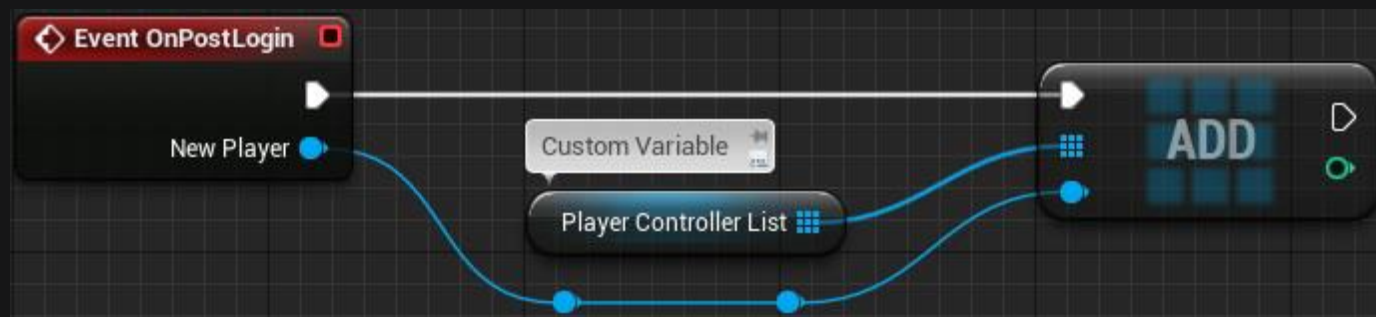 Event OnPostLogin
New Player
Custom Variable
Player Controller List
ADD